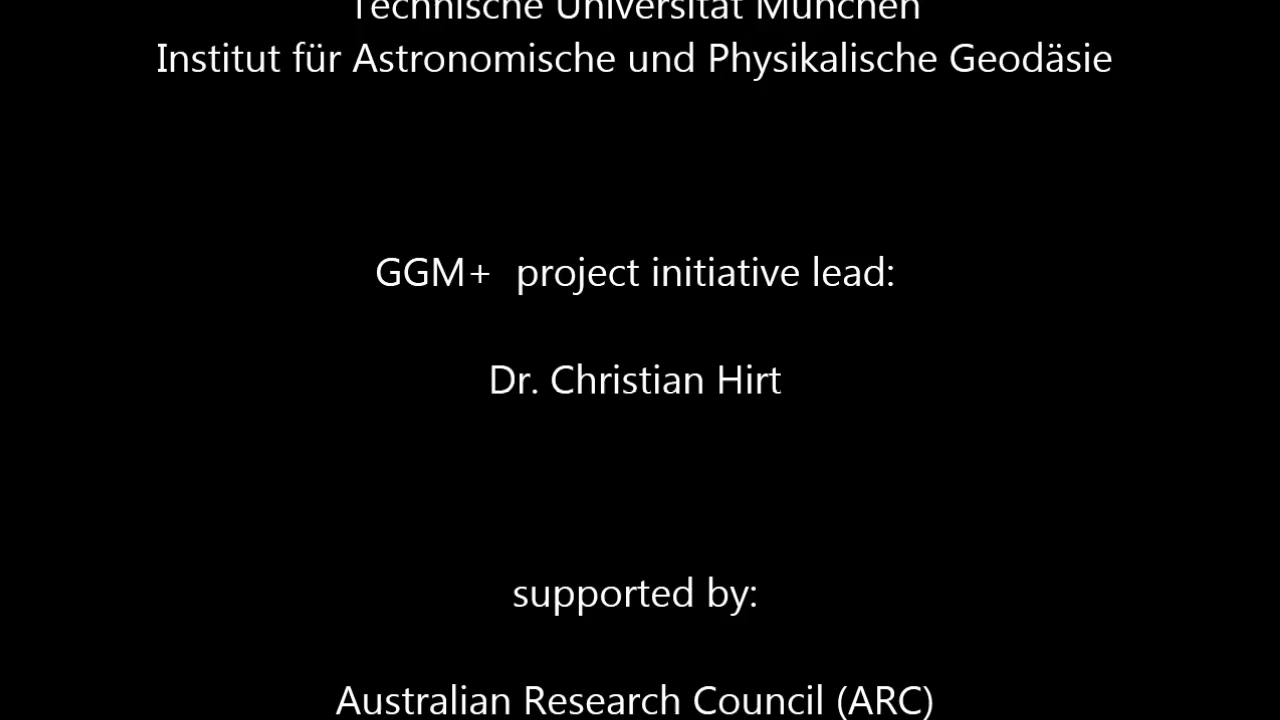 Technische Universität München
Institut für Astronomische und Physikalische Geodäsie
GGM+ project initiative lead:
Dr. Christian Hirt
supported by:
Australian Research Council (ARC)